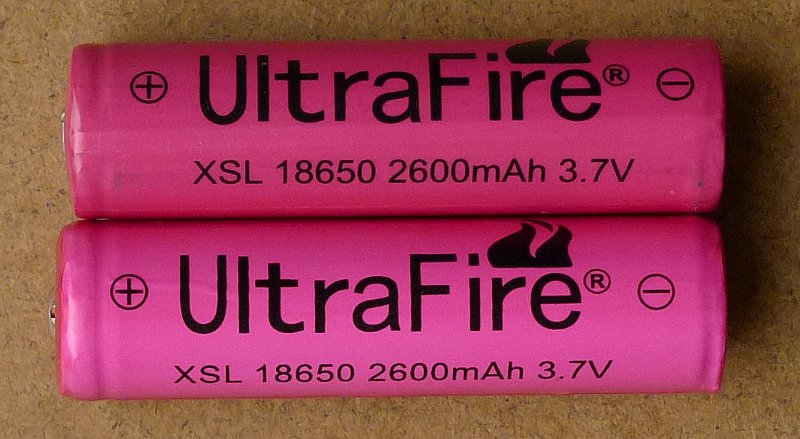 ⊕ UltraFire® ⊖
XSL 18650 2600mAh 3.7V
⊕ UltraFire® ⊖
XSL 18650 2600mAh 3.7V